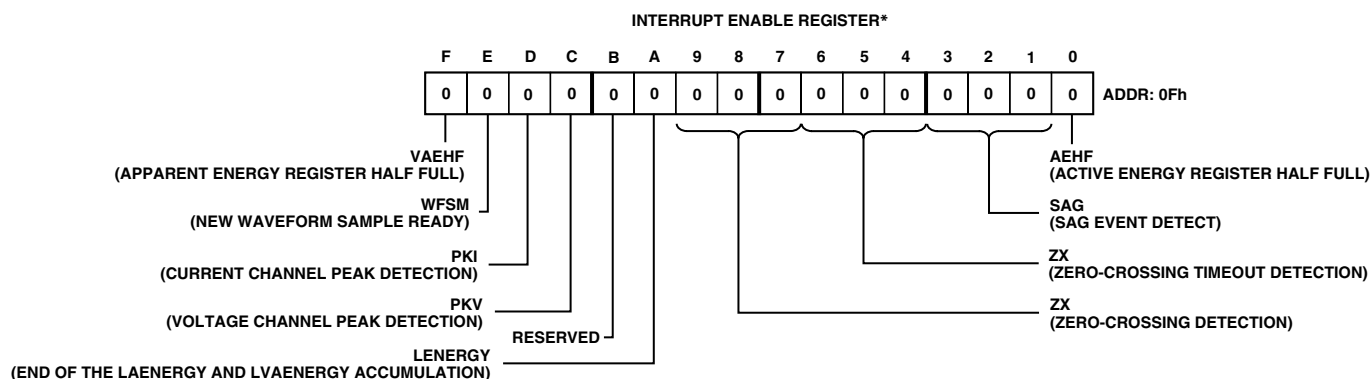 INTERRUPT ENABLE REGISTER*
F E D C B A 9 8 7 6 5 4 3 2 1 0
0 0 0 0 0 0 0 0 0 0 0 0 0 0 0 0 ADDR: 0Fh
VAEHF
(APPARENT ENERGY REGISTER HALF FULL)
WFSM
(NEW WAVEFORM SAMPLE READY)
PKI
(CURRENT CHANNEL PEAK DETECTION)
PKV
(VOLTAGE CHANNEL PEAK DETECTION)
RESERVED
LENERGY
(END OF THE LAENERGY AND LVAENERGY ACCUMULATION)
AEHF
(ACTIVE ENERGY REGISTER HALF FULL)
SAG
(SAG EVENT DETECT)
ZX
(ZERO-CROSSING TIMEOUT DETECTION)
ZX
(ZERO-CROSSING DETECTION)